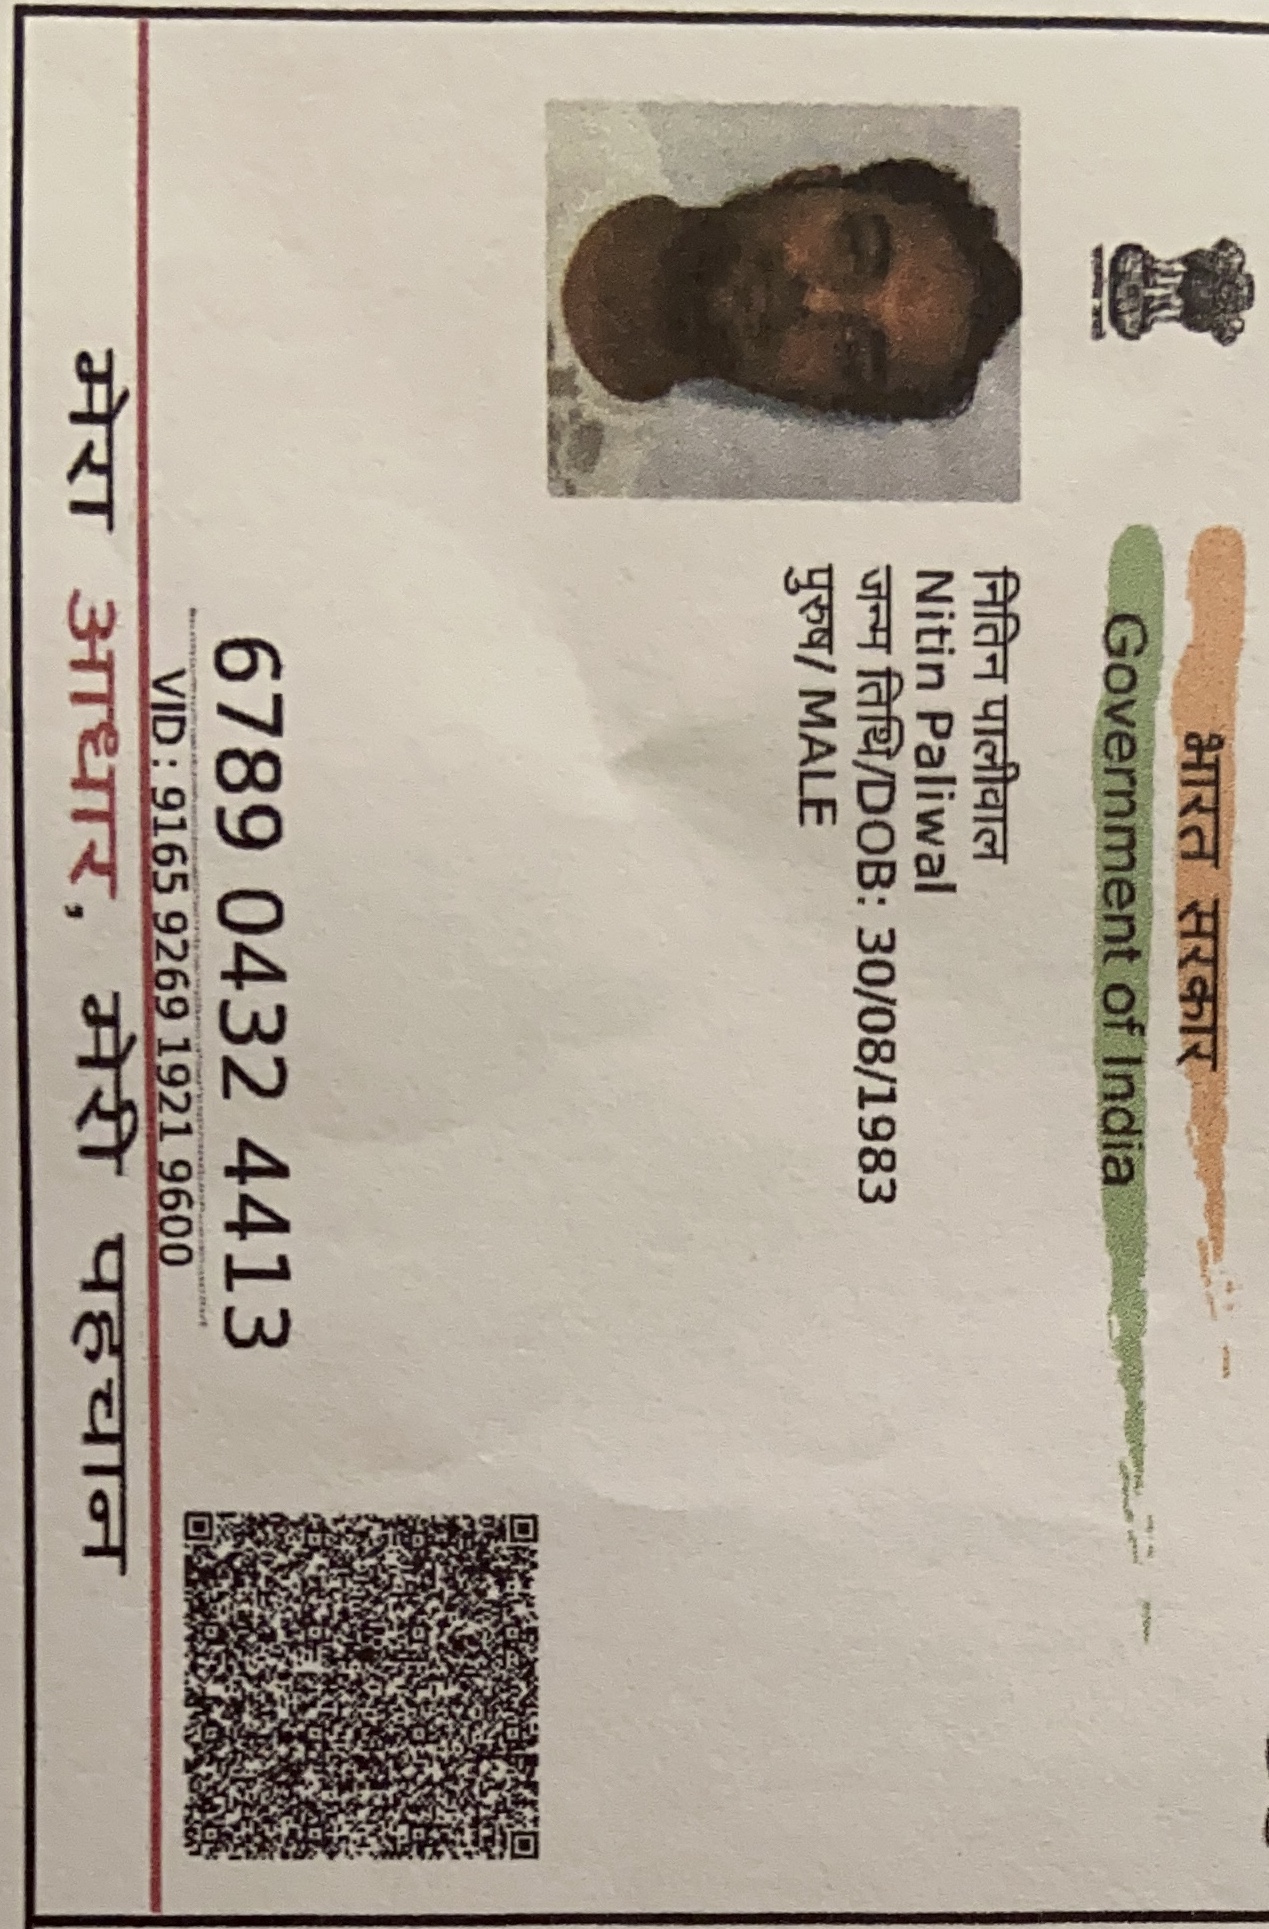 भारत सरकार
Government of India
नितिन पालीवाल
Nitin Paliwal
जन्म तिथि/DOB: 30/08/1983
पुरुष/ MALE
6789 0432 4413
VID : 9165 9269 1921 9600
मेरा आधार, मेरी पहचान